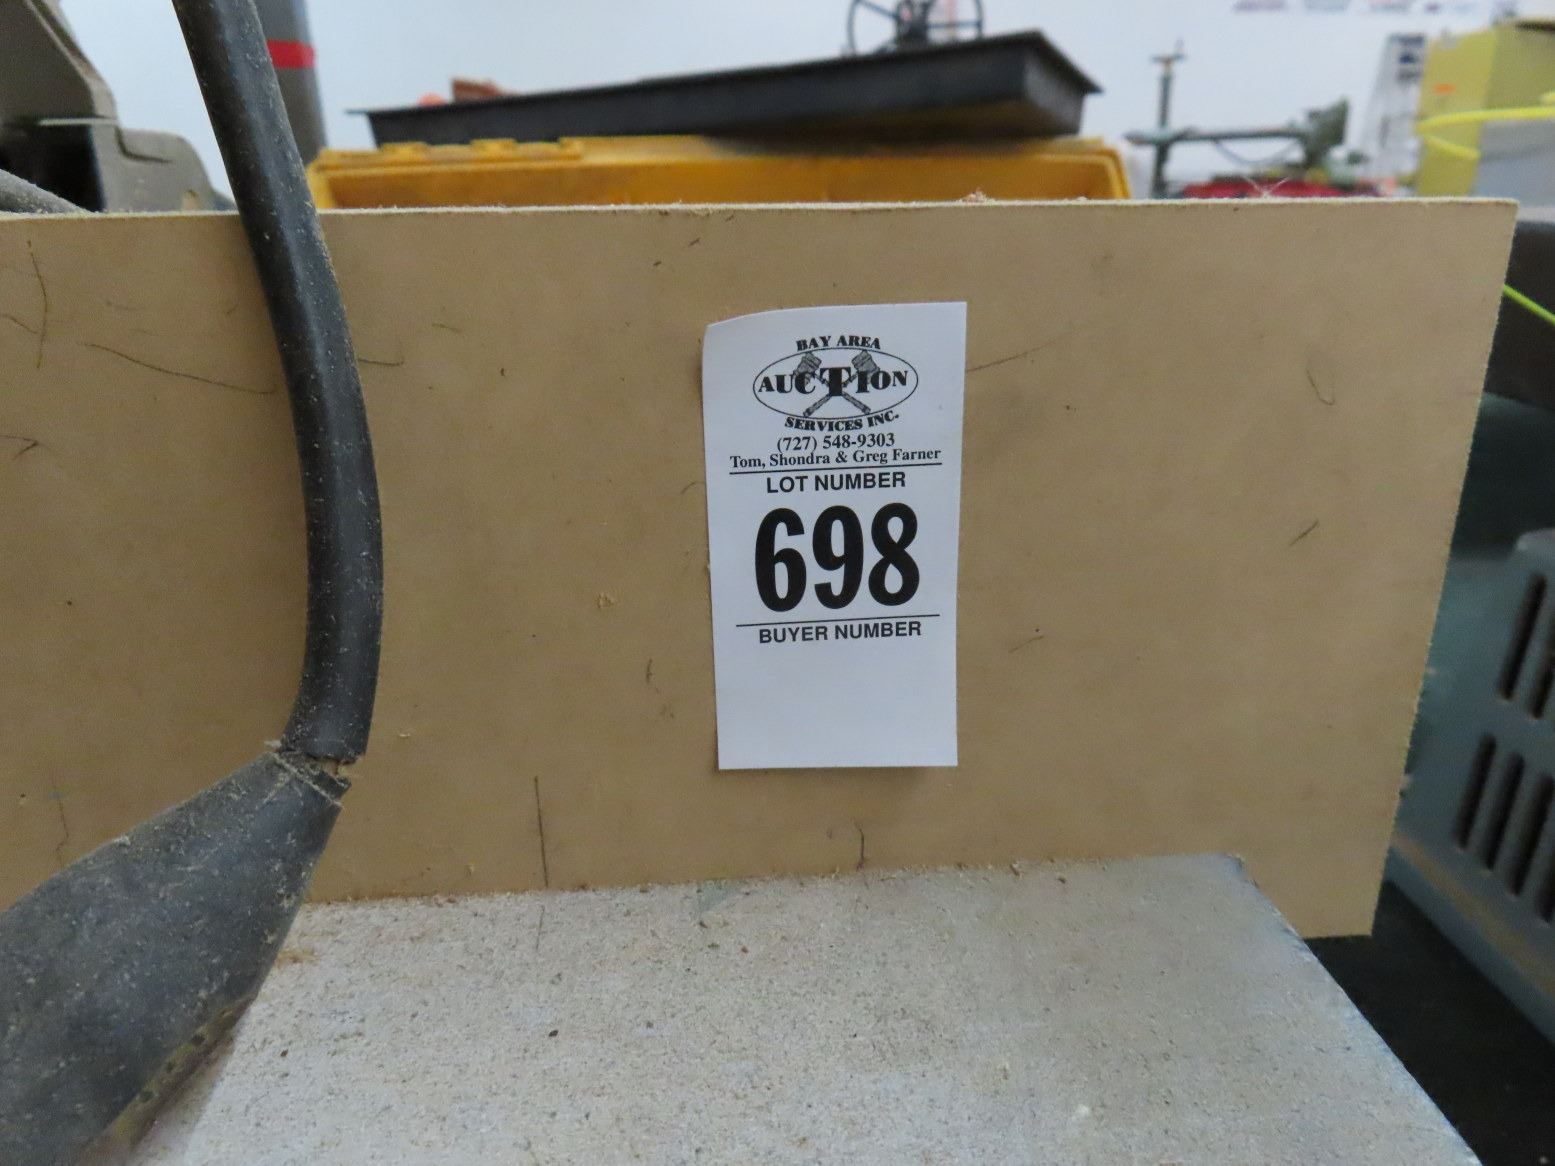 BAY AREA
AUCTION
SERVICES INC.
(727) 548-9303
Tom, Shondra & Greg Farner
LOT NUMBER
698
BUYER NUMBER